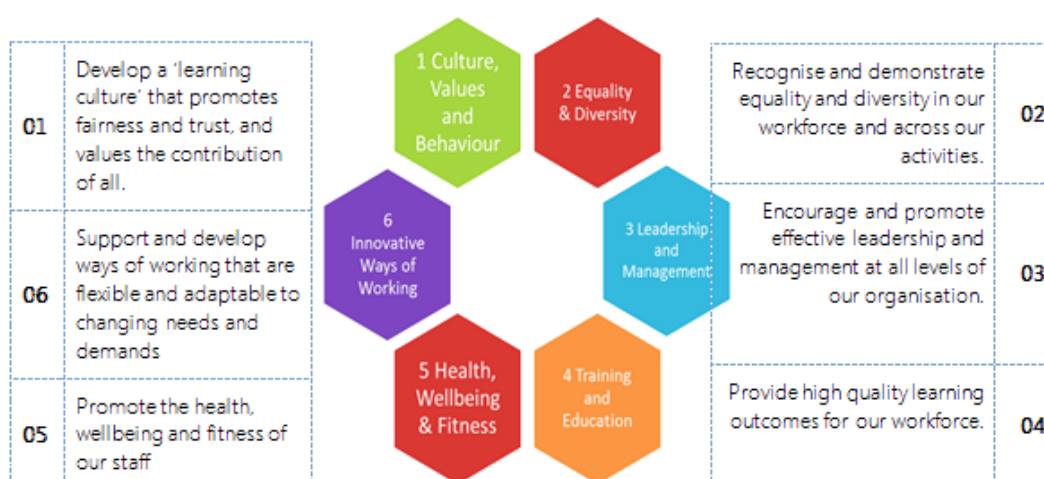 01
Develop a ‘learning
culture’ that promotes
fairness and trust, and
values the contribution
of all.
06
Support and develop
ways of working that are
flexible and adaptable to
changing needs and
demands
05
Promote the health,
wellbeing and fitness of
our staff
1 Culture,
Values
and
Behaviour
2 Equality
& Diversity
3 Leadership
and
Management
4 Training
and
Education
5 Health,
Wellbeing
& Fitness
6
Innovative
Ways of
Working
Recognise and demonstrate
equality and diversity in our
workforce and across our
activities.
02
Encourage and promote
effective leadership and
management at all levels of
our organisation.
03
Provide high quality learning
outcomes for our workforce.
04